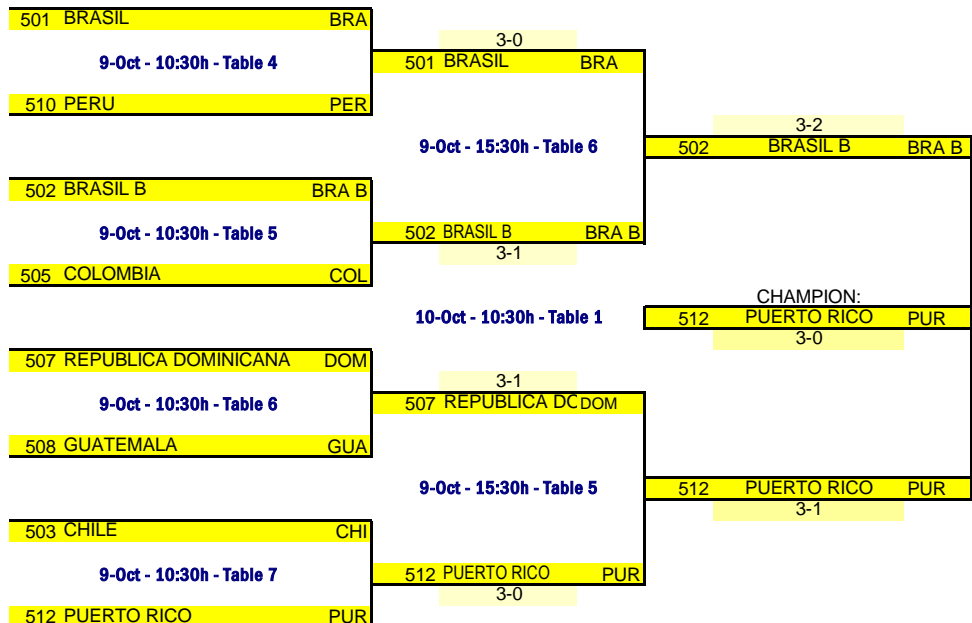 501 BRASIL BRA
9-Oct - 10:30h - Table 4
510 PERU PER
502 BRASIL B BRA B
9-Oct - 10:30h - Table 5
505 COLOMBIA COL
507 REPUBLICA DOMINICANA DOM
9-Oct - 10:30h - Table 6
508 GUATEMALA GUA
503 CHILE CHI
9-Oct - 10:30h - Table 7
512 PUERTO RICO PUR
3-0
501 BRASIL BRA
9-Oct - 15:30h - Table 6
502 BRASIL B BRA B
3-1
10-Oct - 10:30h - Table 1
3-1
507 REPUBLICA DC DOM
9-Oct - 15:30h - Table 5
512 PUERTO RICO PUR
3-0
3-2
502 BRASIL B BRA B
CHAMPION:
512 PUERTO RICO PUR
3-0
512 PUERTO RICO PUR
3-1